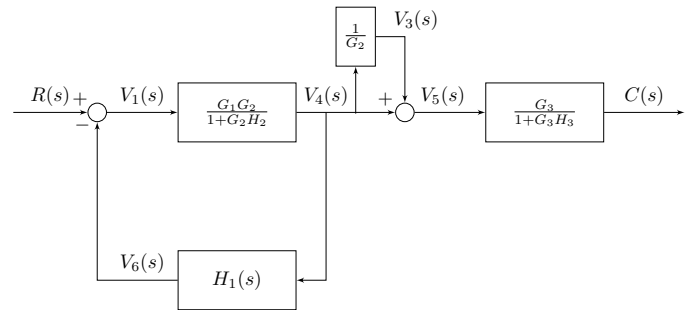 1
G₂
V₃(s)
R(s)
+
−
V₁(s)
G₁G₂
1+G₂H₂
V₄(s)
+
V₅(s)
G₃
1+G₃H₃
C(s)
V₆(s)
H₁(s)